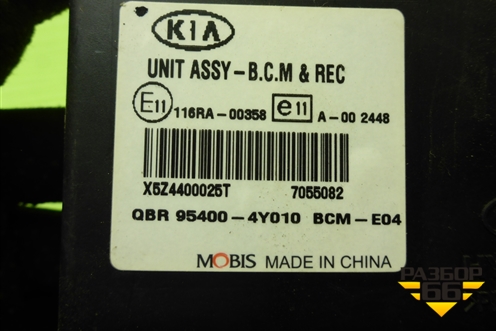 KIA
UNIT ASSY-B.C.M & REC
E11 116RA-00358 e11 A-00 2448
X5Z4400025T 7055082
QBR 95400-4Y010 BCM-E04
MOBIS MADE IN CHINA
РАЗБОР
66